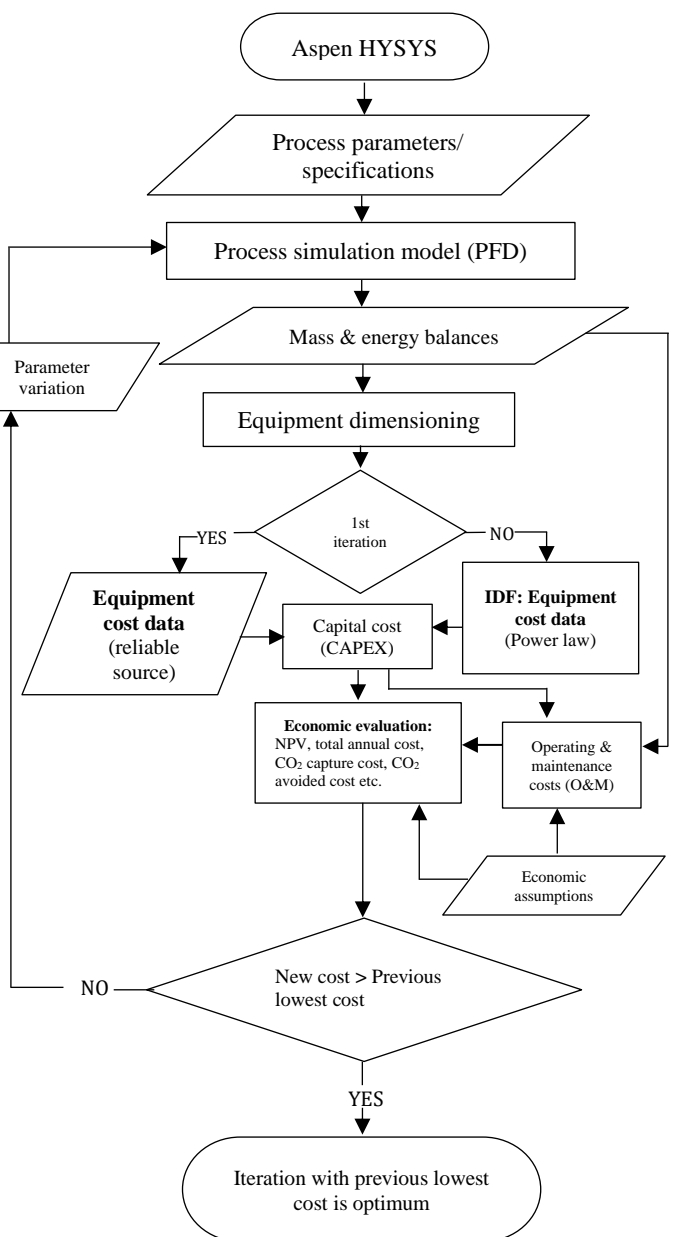 Aspen HYSYS
Process parameters/
specifications
Process simulation model (PFD)
Mass & energy balances
Parameter
variation
Equipment dimensioning
1st
iteration
YES
NO
Equipment
cost data
(reliable
source)
Capital cost
(CAPEX)
IDF: Equipment
cost data
(Power law)
Economic evaluation:
NPV, total annual cost,
CO₂ capture cost, CO₂
avoided cost etc.
Operating &
maintenance
costs (O&M)
Economic
assumptions
New cost > Previous
lowest cost
NO
YES
Iteration with previous lowest
cost is optimum